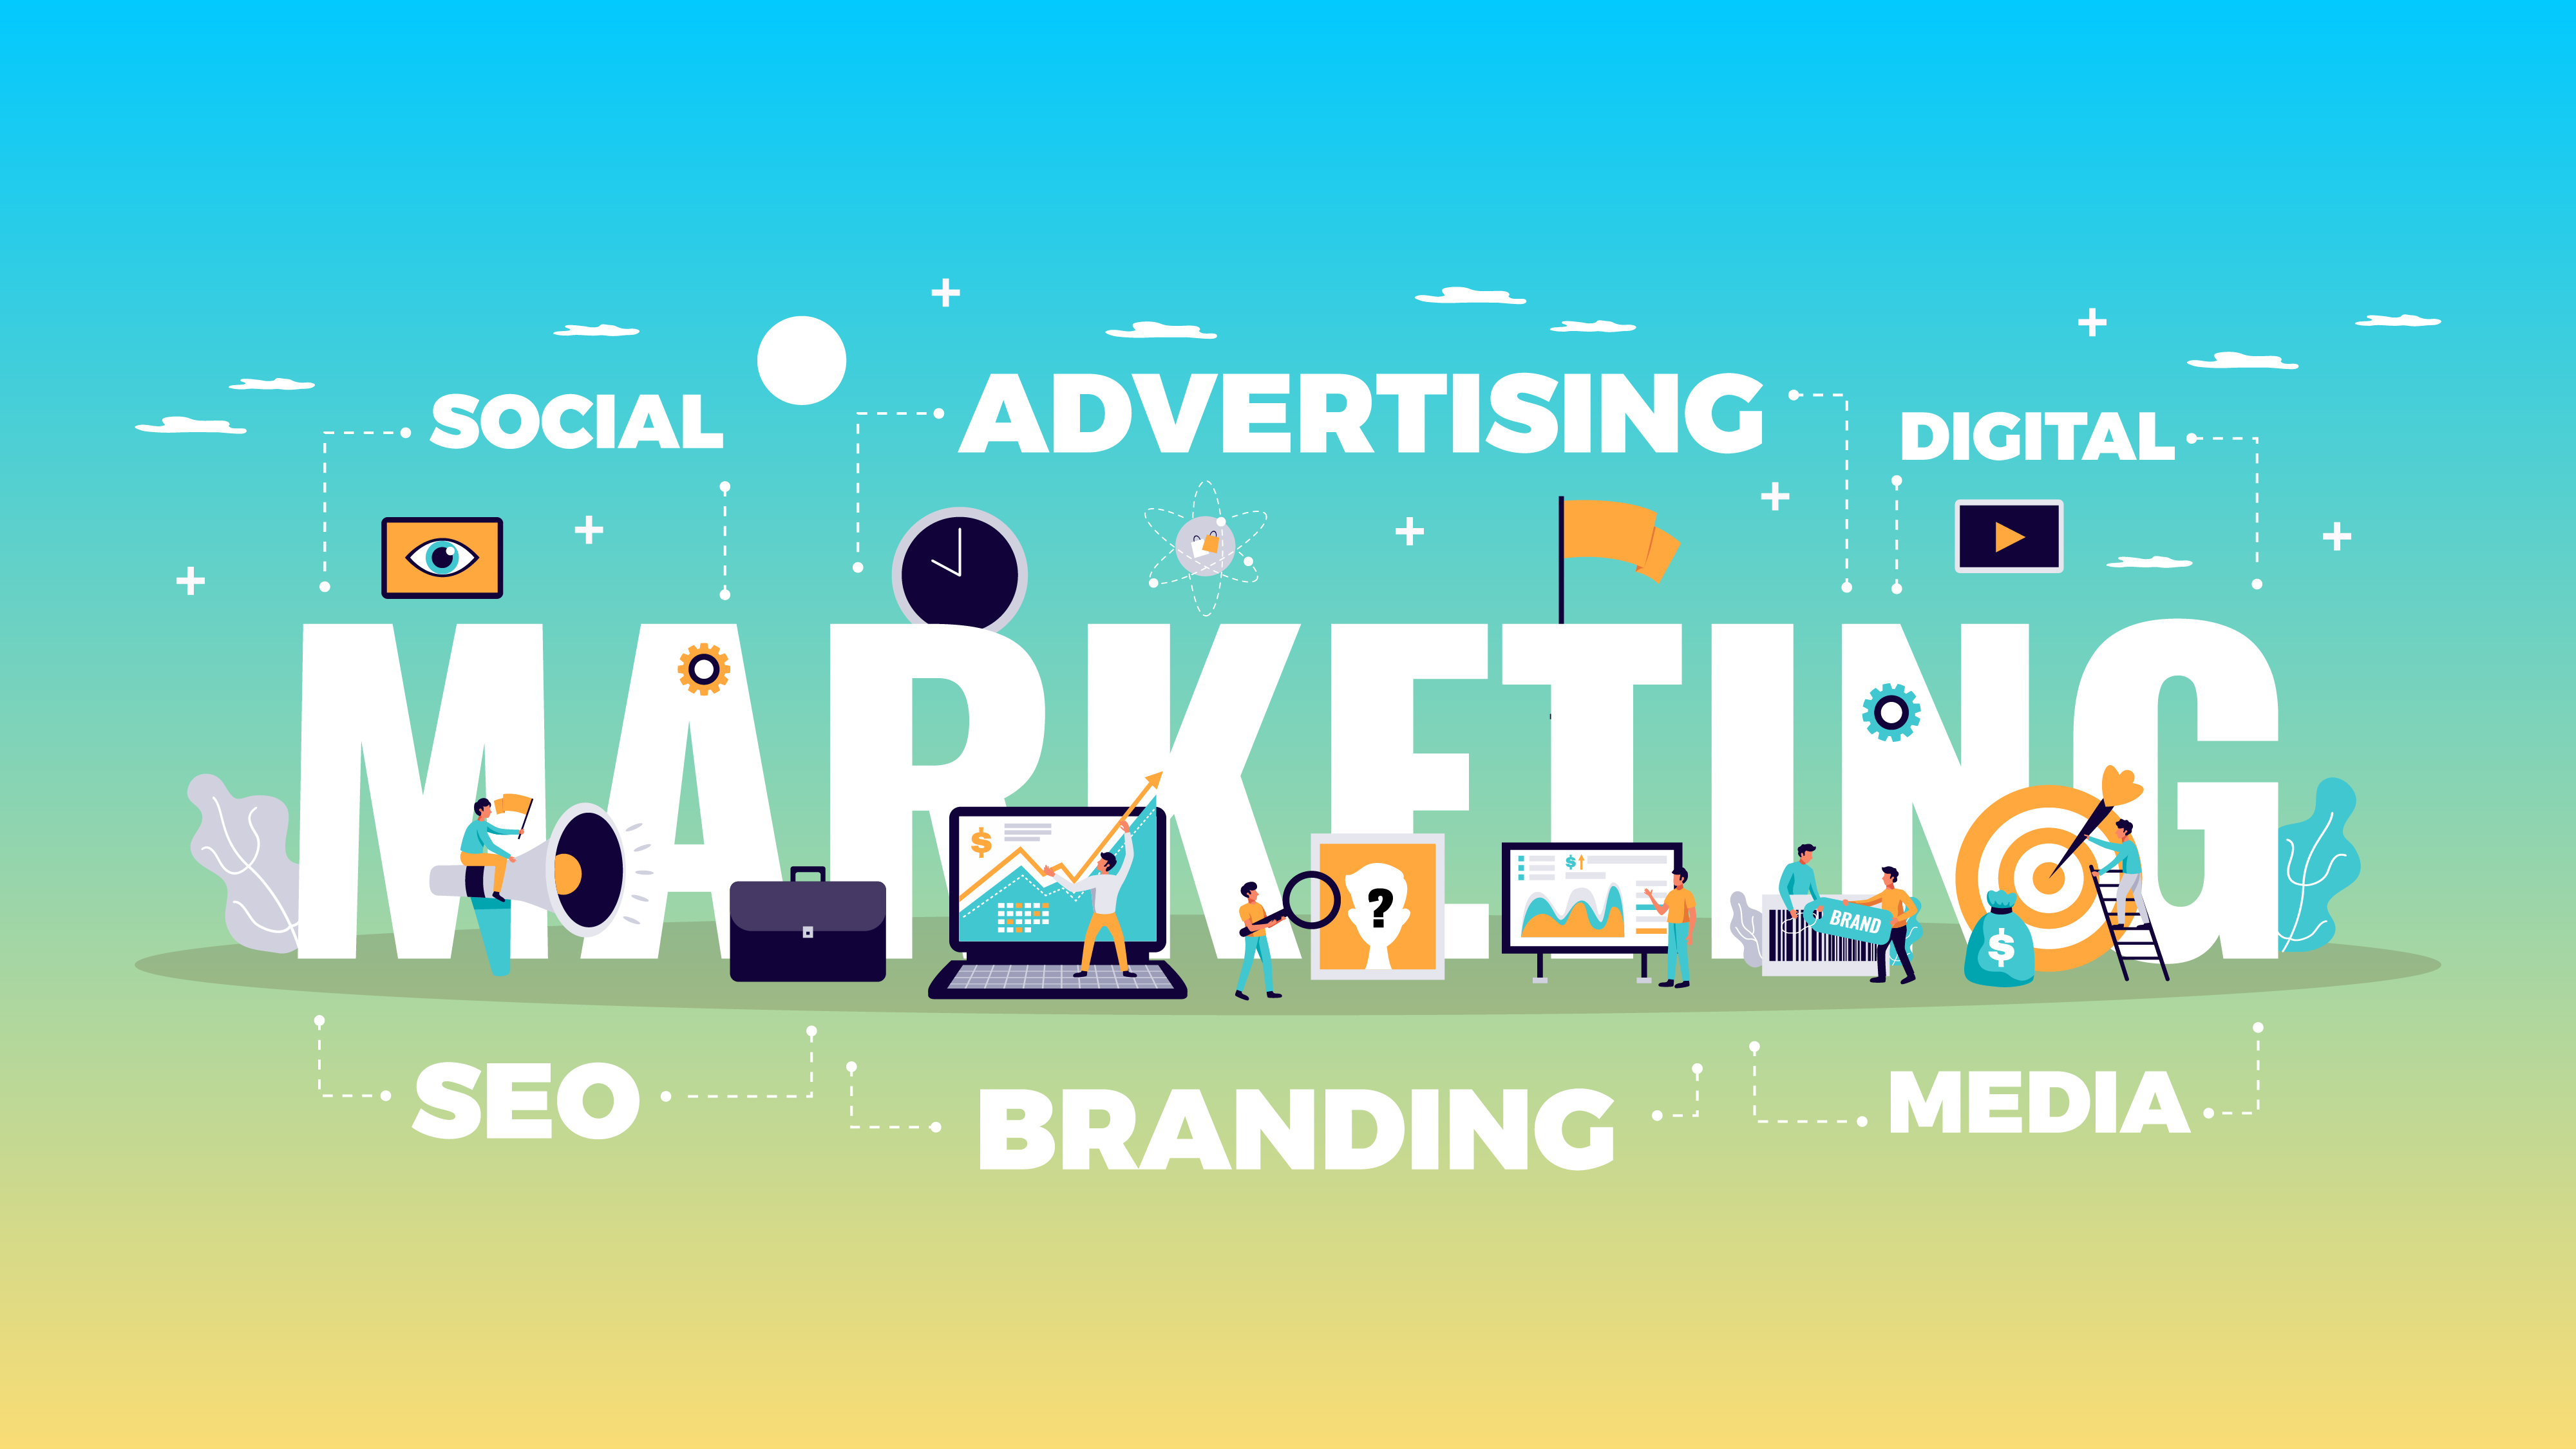 SOCIAL
ADVERTISING
DIGITAL
MARKETING
$
?
$
BRAND
$
SEO
BRANDING
MEDIA